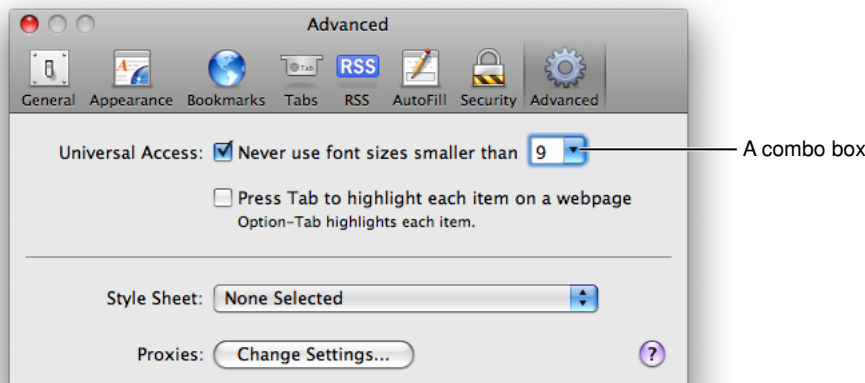 Advanced
Tab
RSS
General Appearance Bookmarks Tabs RSS AutoFill Security Advanced
Universal Access: Never use font sizes smaller than 9
A combo box
Press Tab to highlight each item on a webpage
Option-Tab highlights each item.
Style Sheet: None Selected
Proxies: Change Settings... ?